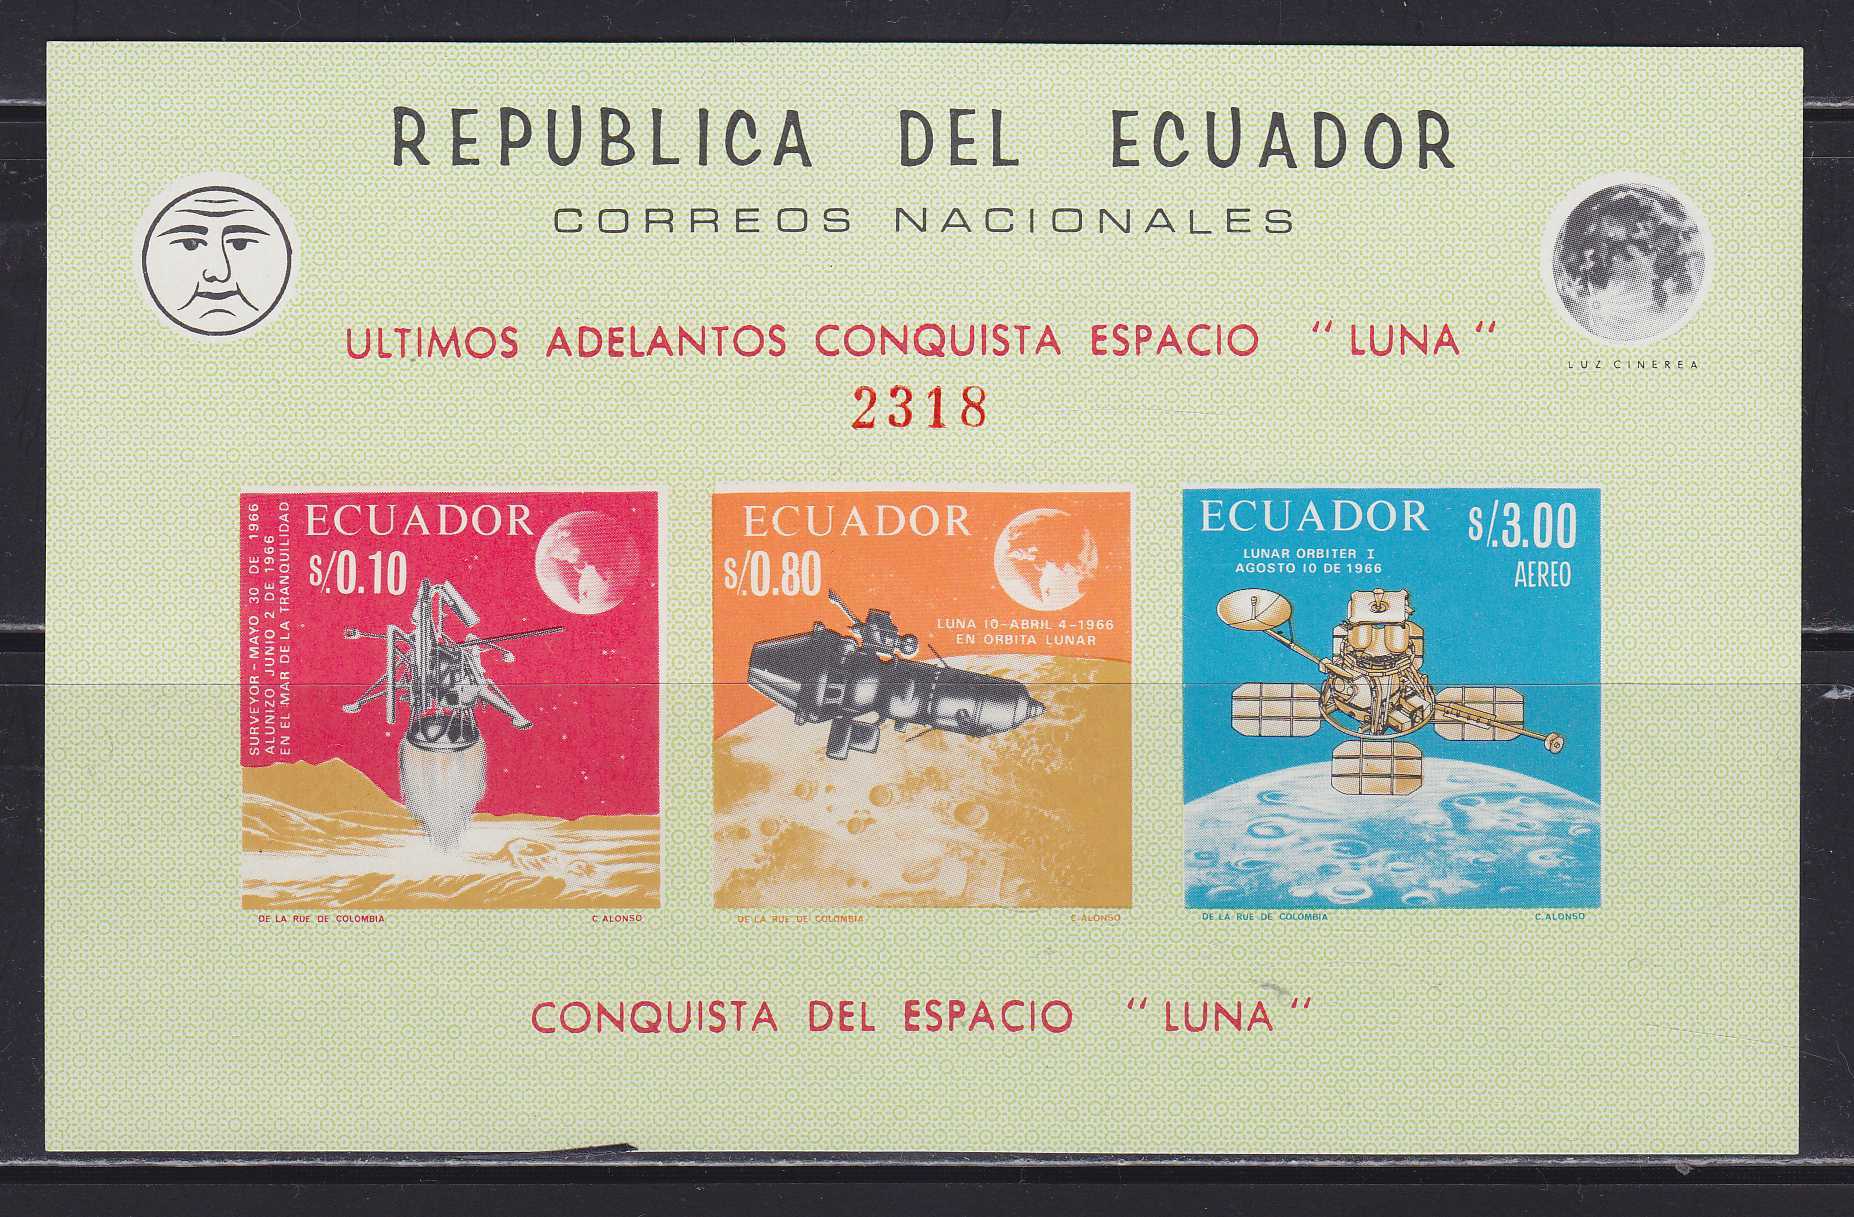 REPUBLICA DEL ECUADOR
CORREOS NACIONALES
ULTIMOS ADELANTOS CONQUISTA ESPACIO "LUNA"
LUZ CINEREA
2318
ECUADOR
S/.0.10
SURVEYOR - MAYO 30 DE 1966
ALUNIZO JUNIO 2 DE 1966
EN EL MAR DE LA TRANQUILIDAD
DE LA RUE DE COLOMBIA
C. ALONSO
ECUADOR
S/.0.80
LUNA 10-ABRIL 4-1966
EN ORBITA LUNAR
DE LA RUE DE COLOMBIA
C. ALONSO
ECUADOR
S/.3.00
AEREO
LUNAR ORBITER I
AGOSTO 10 DE 1966
DE LA RUE DE COLOMBIA
C. ALONSO
CONQUISTA DEL ESPACIO "LUNA"